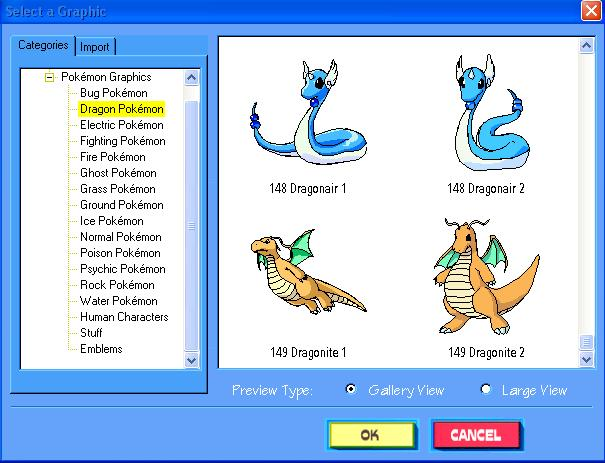 Select a Graphic
Categories
Import
Pokémon Graphics
Bug Pokémon
Dragon Pokémon
Electric Pokémon
Fighting Pokémon
Fire Pokémon
Ghost Pokémon
Grass Pokémon
Ground Pokémon
Ice Pokémon
Normal Pokémon
Poison Pokémon
Psychic Pokémon
Rock Pokémon
Water Pokémon
Human Characters
Stuff
Emblems
148 Dragonair 1
148 Dragonair 2
149 Dragonite 1
149 Dragonite 2
Preview Type: Gallery View Large View
OK CANCEL